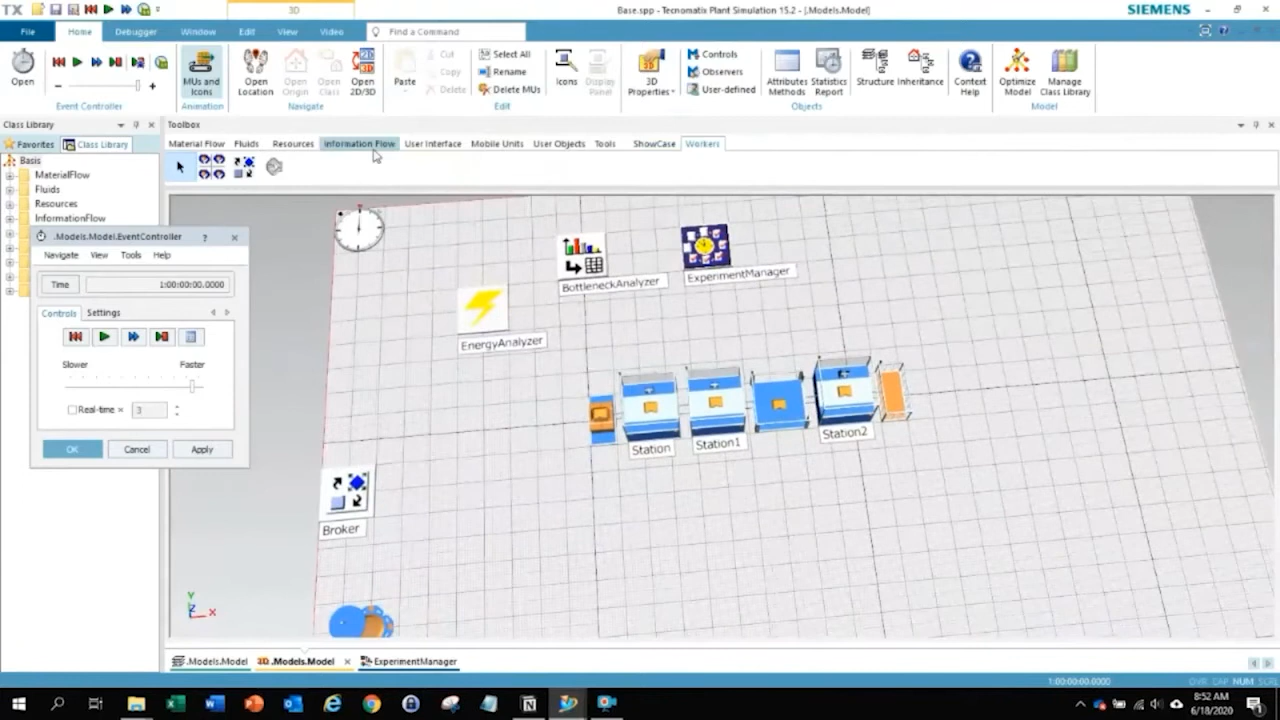 TX
3D
Base.spp - Tecnomatix Plant Simulation 15.2 - [.Models.Model]
SIEMENS
File
Home
Debugger
Window
Edit
View
Video
Find a Command
Open
Event Controller
MUs and Icons
Animation
Open Location
Open Origin
Open Class
Open 2D/3D
Navigate
Paste
Cut
Copy
Delete
Select All
Rename
Delete MUs
Edit
Icons
Display Panel
3D Properties
Controls
Observers
User-defined
Attributes Methods
Statistics Report
Structure
Inheritance
Objects
Context Help
Optimize Model
Manage Class Library
Model
Class Library
Toolbox
Favorites
Class Library
Material Flow
Fluids
Resources
Information Flow
User Interface
Mobile Units
User Objects
Tools
ShowCase
Workers
Basis
MaterialFlow
Fluids
Resources
InformationFlow
.Models.Model.EventController
?
Navigate
View
Tools
Help
Time
1:00:00:00.0000
Controls
Settings
Slower
Faster
Real-time ×
3
OK
Cancel
Apply
BottleneckAnalyzer
ExperimentManager
EnergyAnalyzer
Station
Station1
Station2
Broker
Y
Z
X
.Models.Model
3D .Models.Model
ExperimentManager
1:00:00:00.0000
OVR CAP NUM SCRL
8:52 AM
6/18/2020